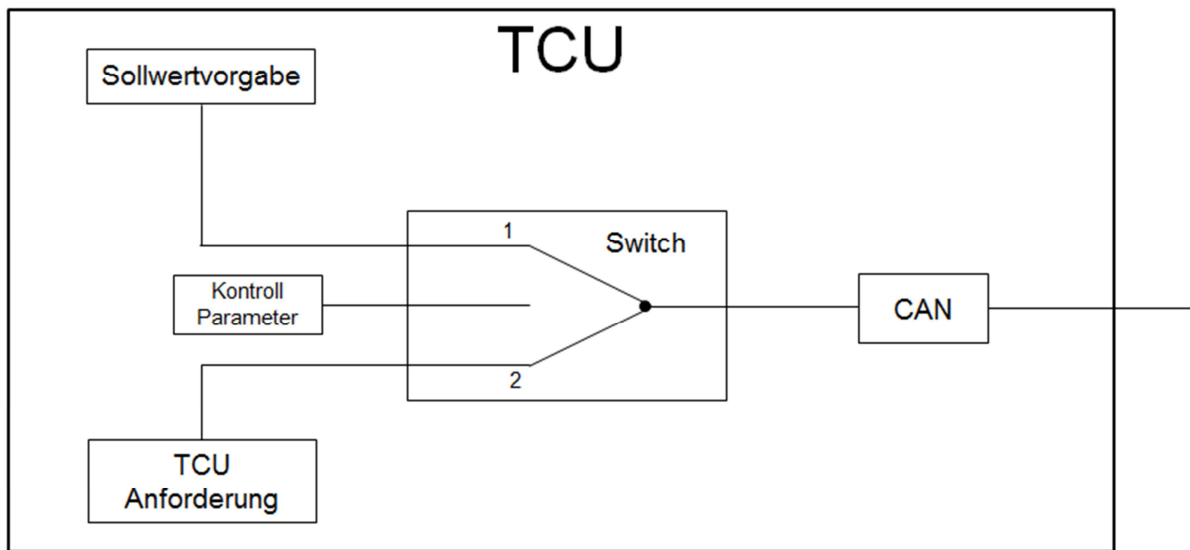 TCU
Sollwertvorgabe
1
Switch
Kontroll
Parameter
CAN
2
TCU
Anforderung